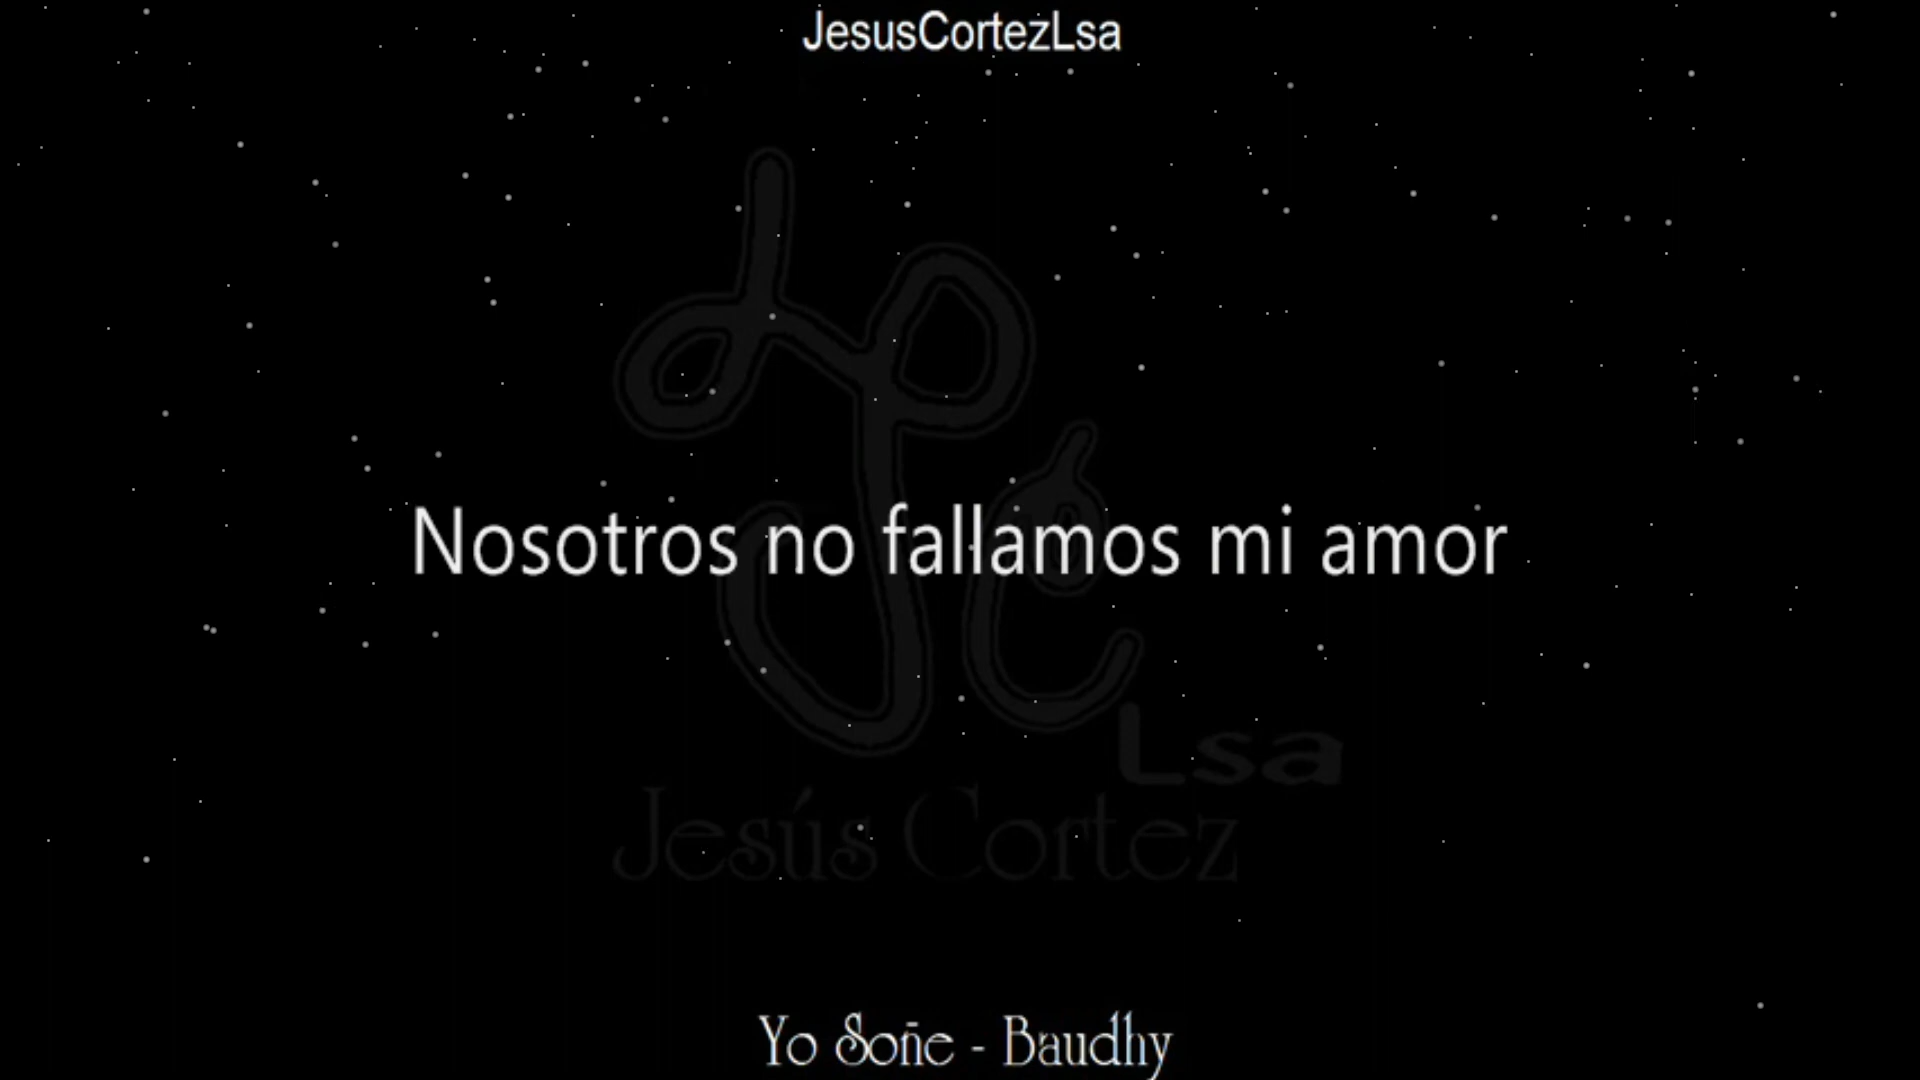 JesusCortezLsa
Nosotros no fallamos mi amor
Lsa
Jesús Cortez
Yo Soñe - Baudhy